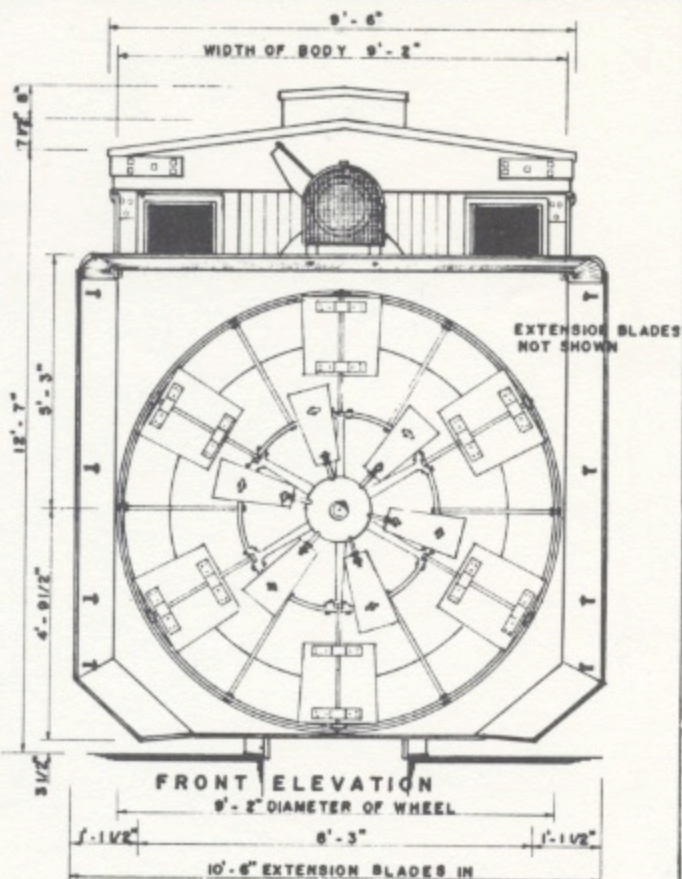 9'-6"
WIDTH OF BODY 9'-2"
8"
7 1/2"
EXTENSION BLADES
NOT SHOWN
5'-3"
12'-7"
4'-9 1/2"
3 1/2"
FRONT ELEVATION
9'-2" DIAMETER OF WHEEL
1'-1 1/2" 8'-3" 1'-1 1/2"
10'-6" EXTENSION BLADES IN